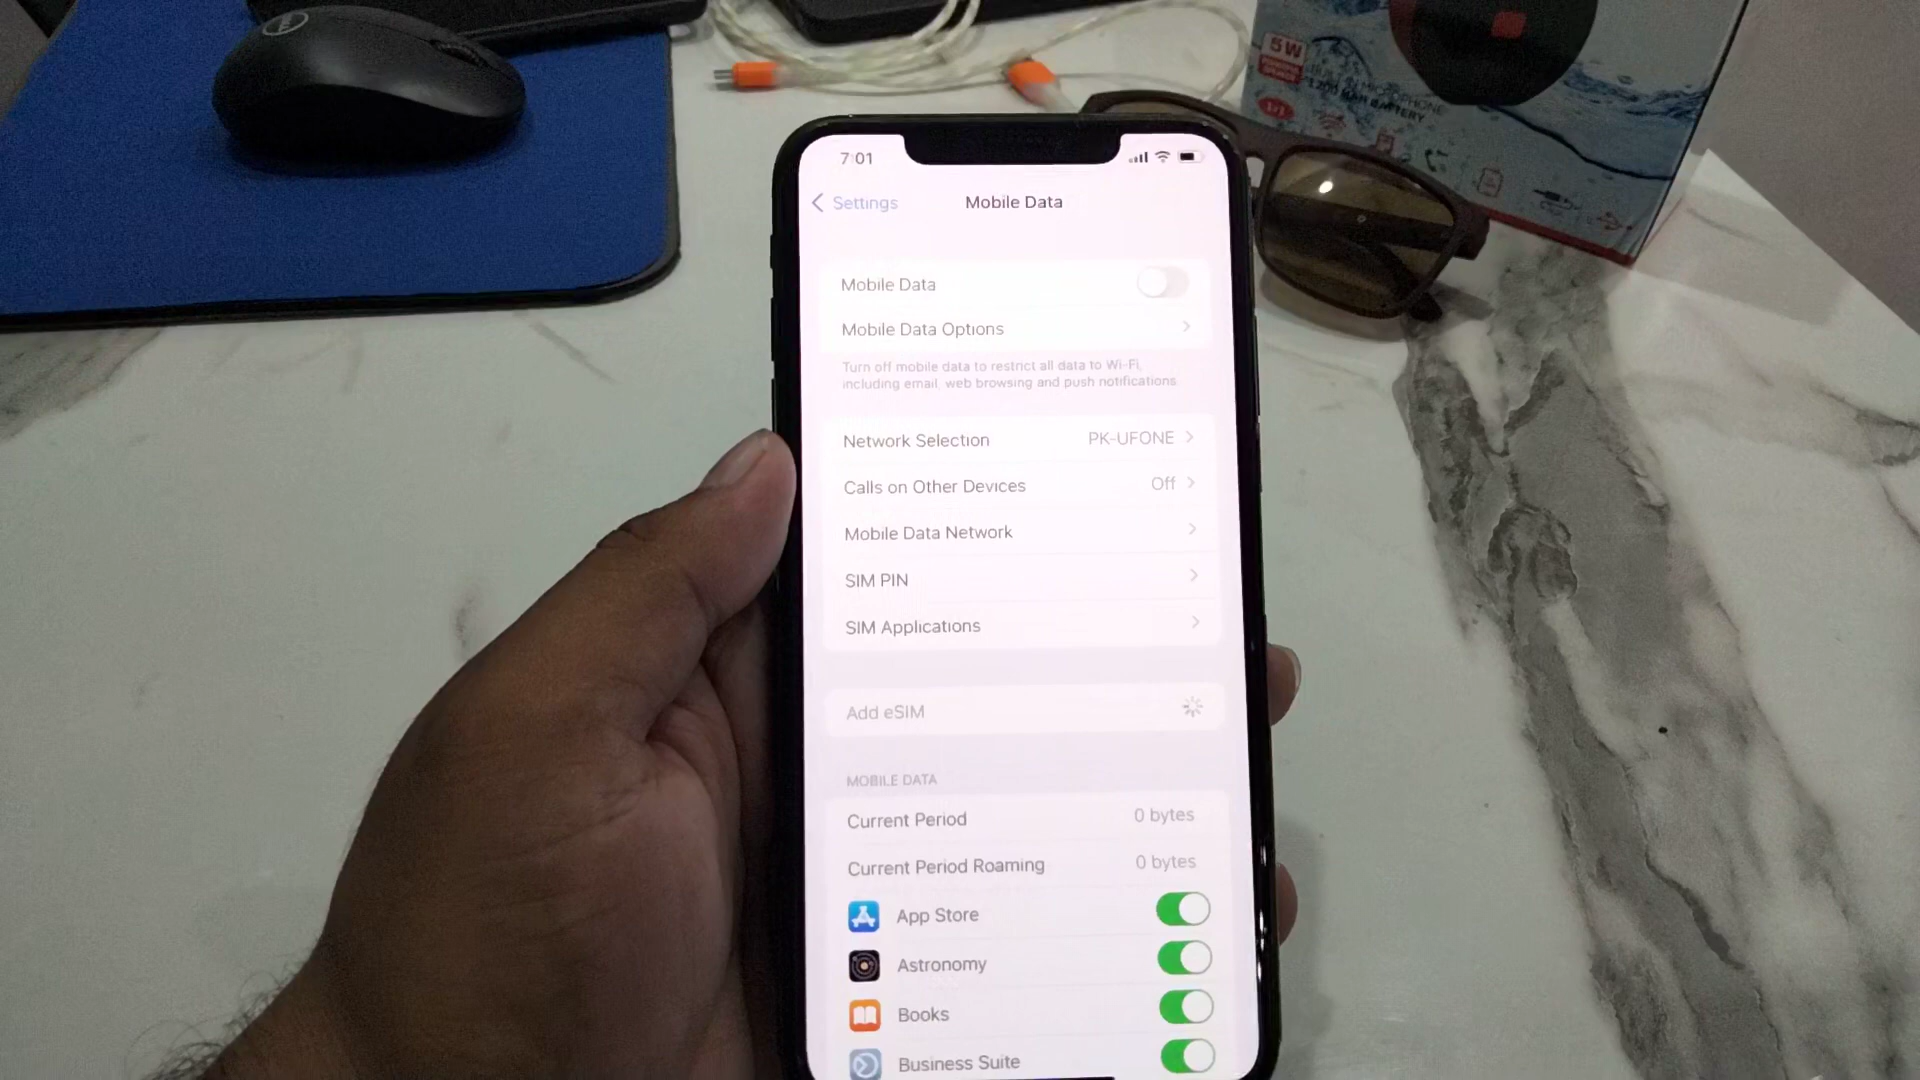 5W
1200 MAH BATTERY
7:01
Settings
Mobile Data
Mobile Data
Mobile Data Options
Turn off mobile data to restrict all data to Wi-Fi,
including email, web browsing and push notifications.
Network Selection PK-UFONE
Calls on Other Devices Off
Mobile Data Network
SIM PIN
SIM Applications
Add eSIM
MOBILE DATA
Current Period 0 bytes
Current Period Roaming 0 bytes
App Store
Astronomy
Books
Business Suite